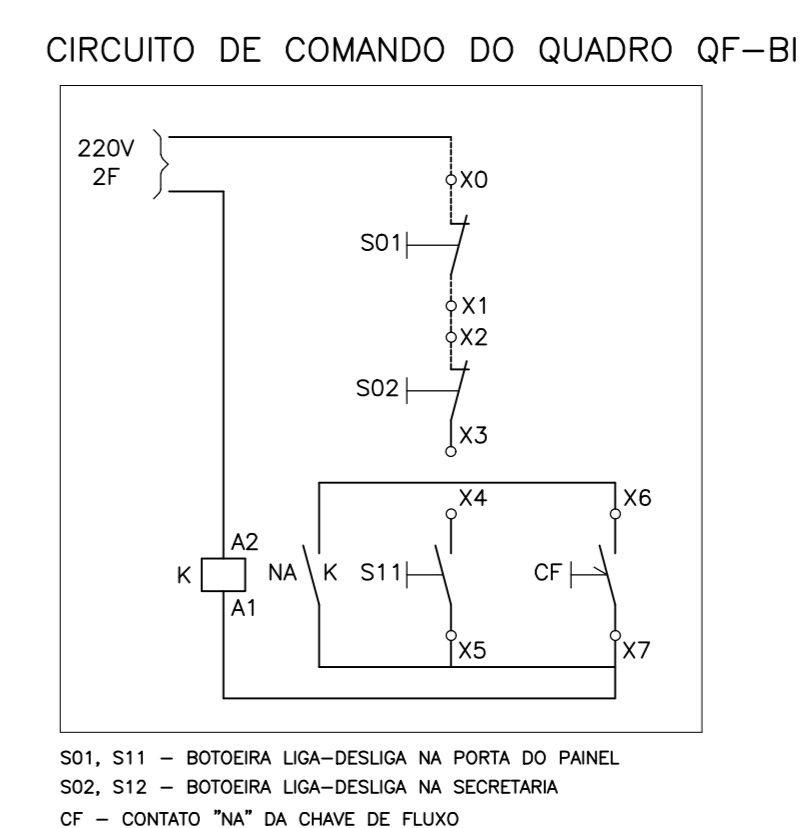 CIRCUITO DE COMANDO DO QUADRO QF-BI
220V
2F
X0
S01
X1
X2
S02
X3
X4
X6
A2
K
NA
K
S11
CF
A1
X5
X7
S01, S11 - BOTOEIRA LIGA-DESLIGA NA PORTA DO PAINEL
S02, S12 - BOTOEIRA LIGA-DESLIGA NA SECRETARIA
CF - CONTATO "NA" DA CHAVE DE FLUXO